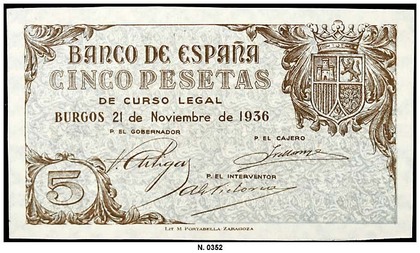 BANCO DE ESPAÑA
CINCO PESETAS
DE CURSO LEGAL
BURGOS 21 de Noviembre de 1936
P. EL GOBERNADOR
P. EL CAJERO
P. EL INTERVENTOR
5
LIT M PORTABELLA ZARAGOZA
N. 0352